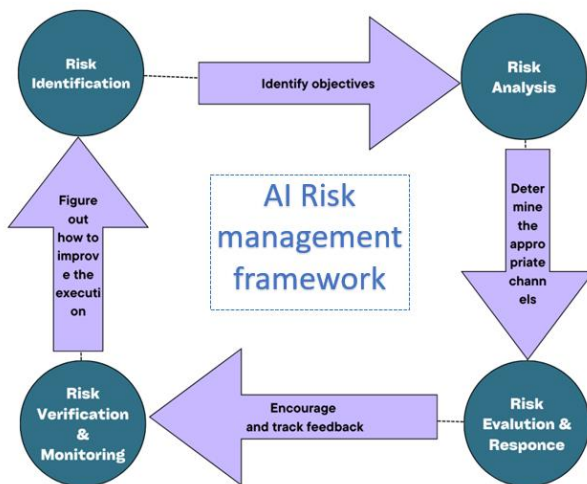 Risk
Identification
Identify objectives
Risk
Analysis
Deter
mine
the
appro
priate
chann
els
AI Risk
management
framework
Figure
out
how to
improv
e the
executi
on
Risk
Verification
&
Monitoring
Encourage
and track feedback
Risk
Evalution &
Responce